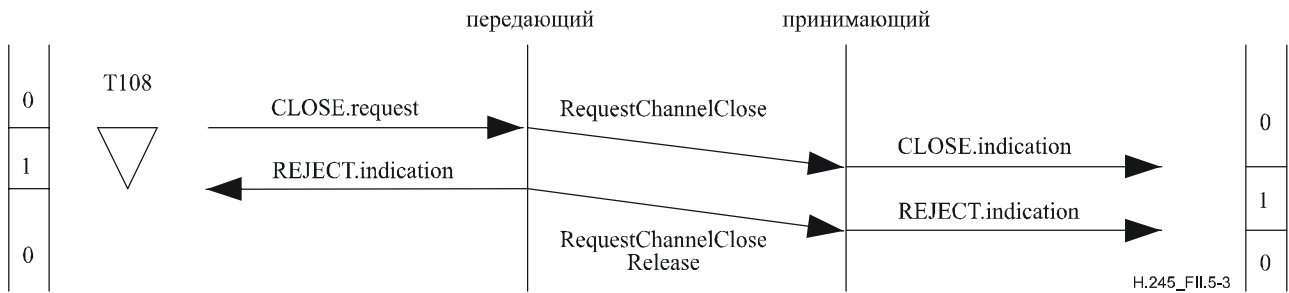 передающий
принимающий
T108
0
CLOSE.request
RequestChannelClose
0
1
REJECT.indication
CLOSE.indication
1
REJECT.indication
0
RequestChannelClose
Release
0
H.245_FII.5-3